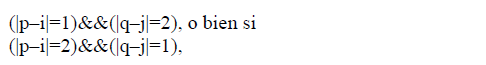 (|p–i|=1)&&(|q–j|=2), o bien si
(|p–i|=2)&&(|q–j|=1),